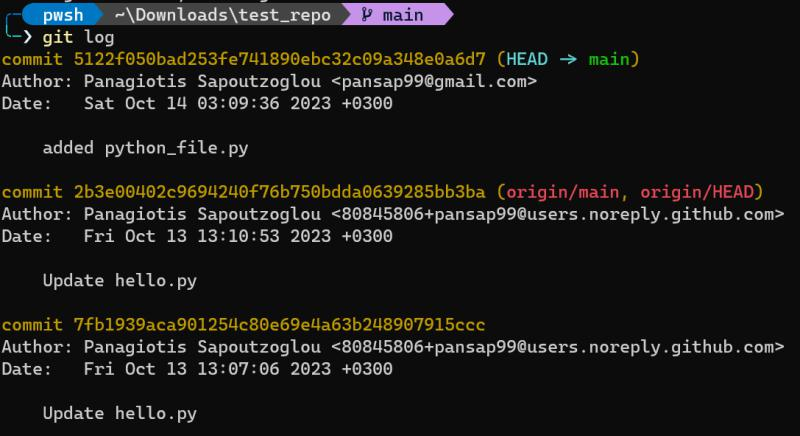 pwsh ~\Downloads\test_repo main
❯ git log
commit 5122f050bad253fe741890ebc32c09a348e0a6d7 (HEAD → main)
Author: Panagiotis Sapoutzoglou <pansap99@gmail.com>
Date:   Sat Oct 14 03:09:36 2023 +0300
added python_file.py
commit 2b3e00402c9694240f76b750bdda0639285bb3ba (origin/main, origin/HEAD)
Author: Panagiotis Sapoutzoglou <80845806+pansap99@users.noreply.github.com>
Date:   Fri Oct 13 13:10:53 2023 +0300
Update hello.py
commit 7fb1939aca901254c80e69e4a63b248907915ccc
Author: Panagiotis Sapoutzoglou <80845806+pansap99@users.noreply.github.com>
Date:   Fri Oct 13 13:07:06 2023 +0300
Update hello.py